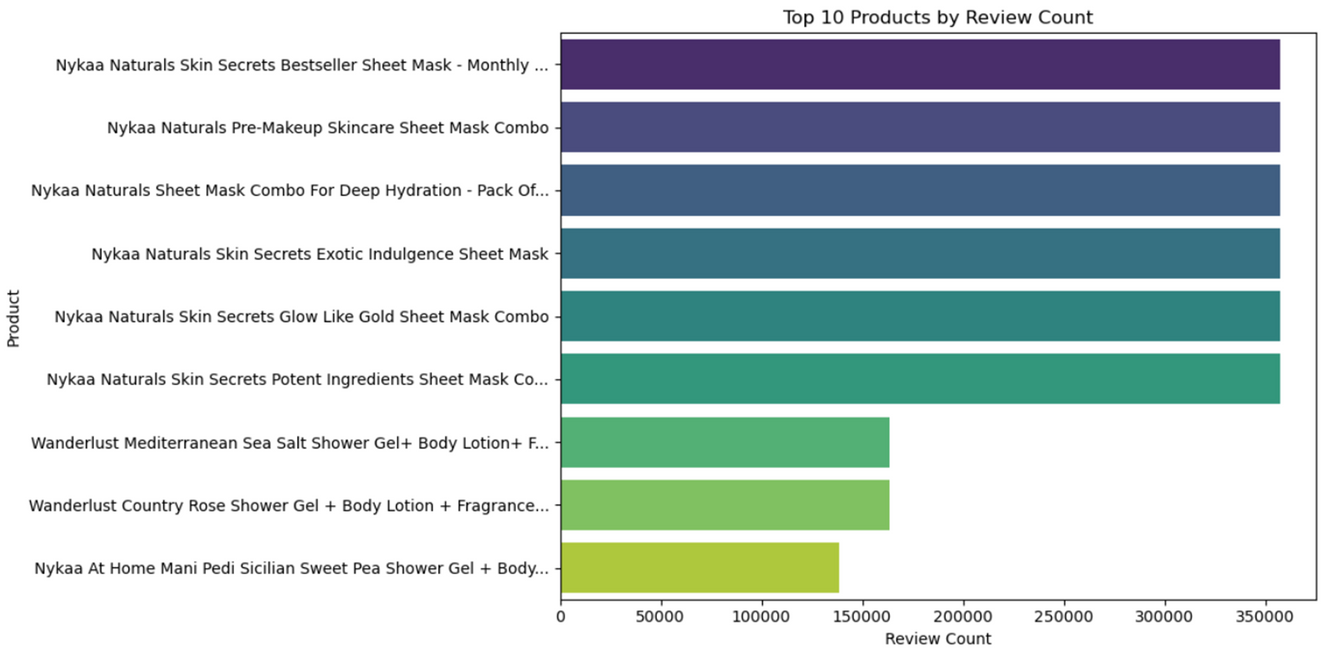 Top 10 Products by Review Count
Nykaa Naturals Skin Secrets Bestseller Sheet Mask - Monthly ...
Nykaa Naturals Pre-Makeup Skincare Sheet Mask Combo
Nykaa Naturals Sheet Mask Combo For Deep Hydration - Pack Of...
Nykaa Naturals Skin Secrets Exotic Indulgence Sheet Mask
Nykaa Naturals Skin Secrets Glow Like Gold Sheet Mask Combo
Nykaa Naturals Skin Secrets Potent Ingredients Sheet Mask Co...
Wanderlust Mediterranean Sea Salt Shower Gel+ Body Lotion+ F...
Wanderlust Country Rose Shower Gel + Body Lotion + Fragrance...
Nykaa At Home Mani Pedi Sicilian Sweet Pea Shower Gel + Body...
Product
0 50000 100000 150000 200000 250000 300000 350000
Review Count